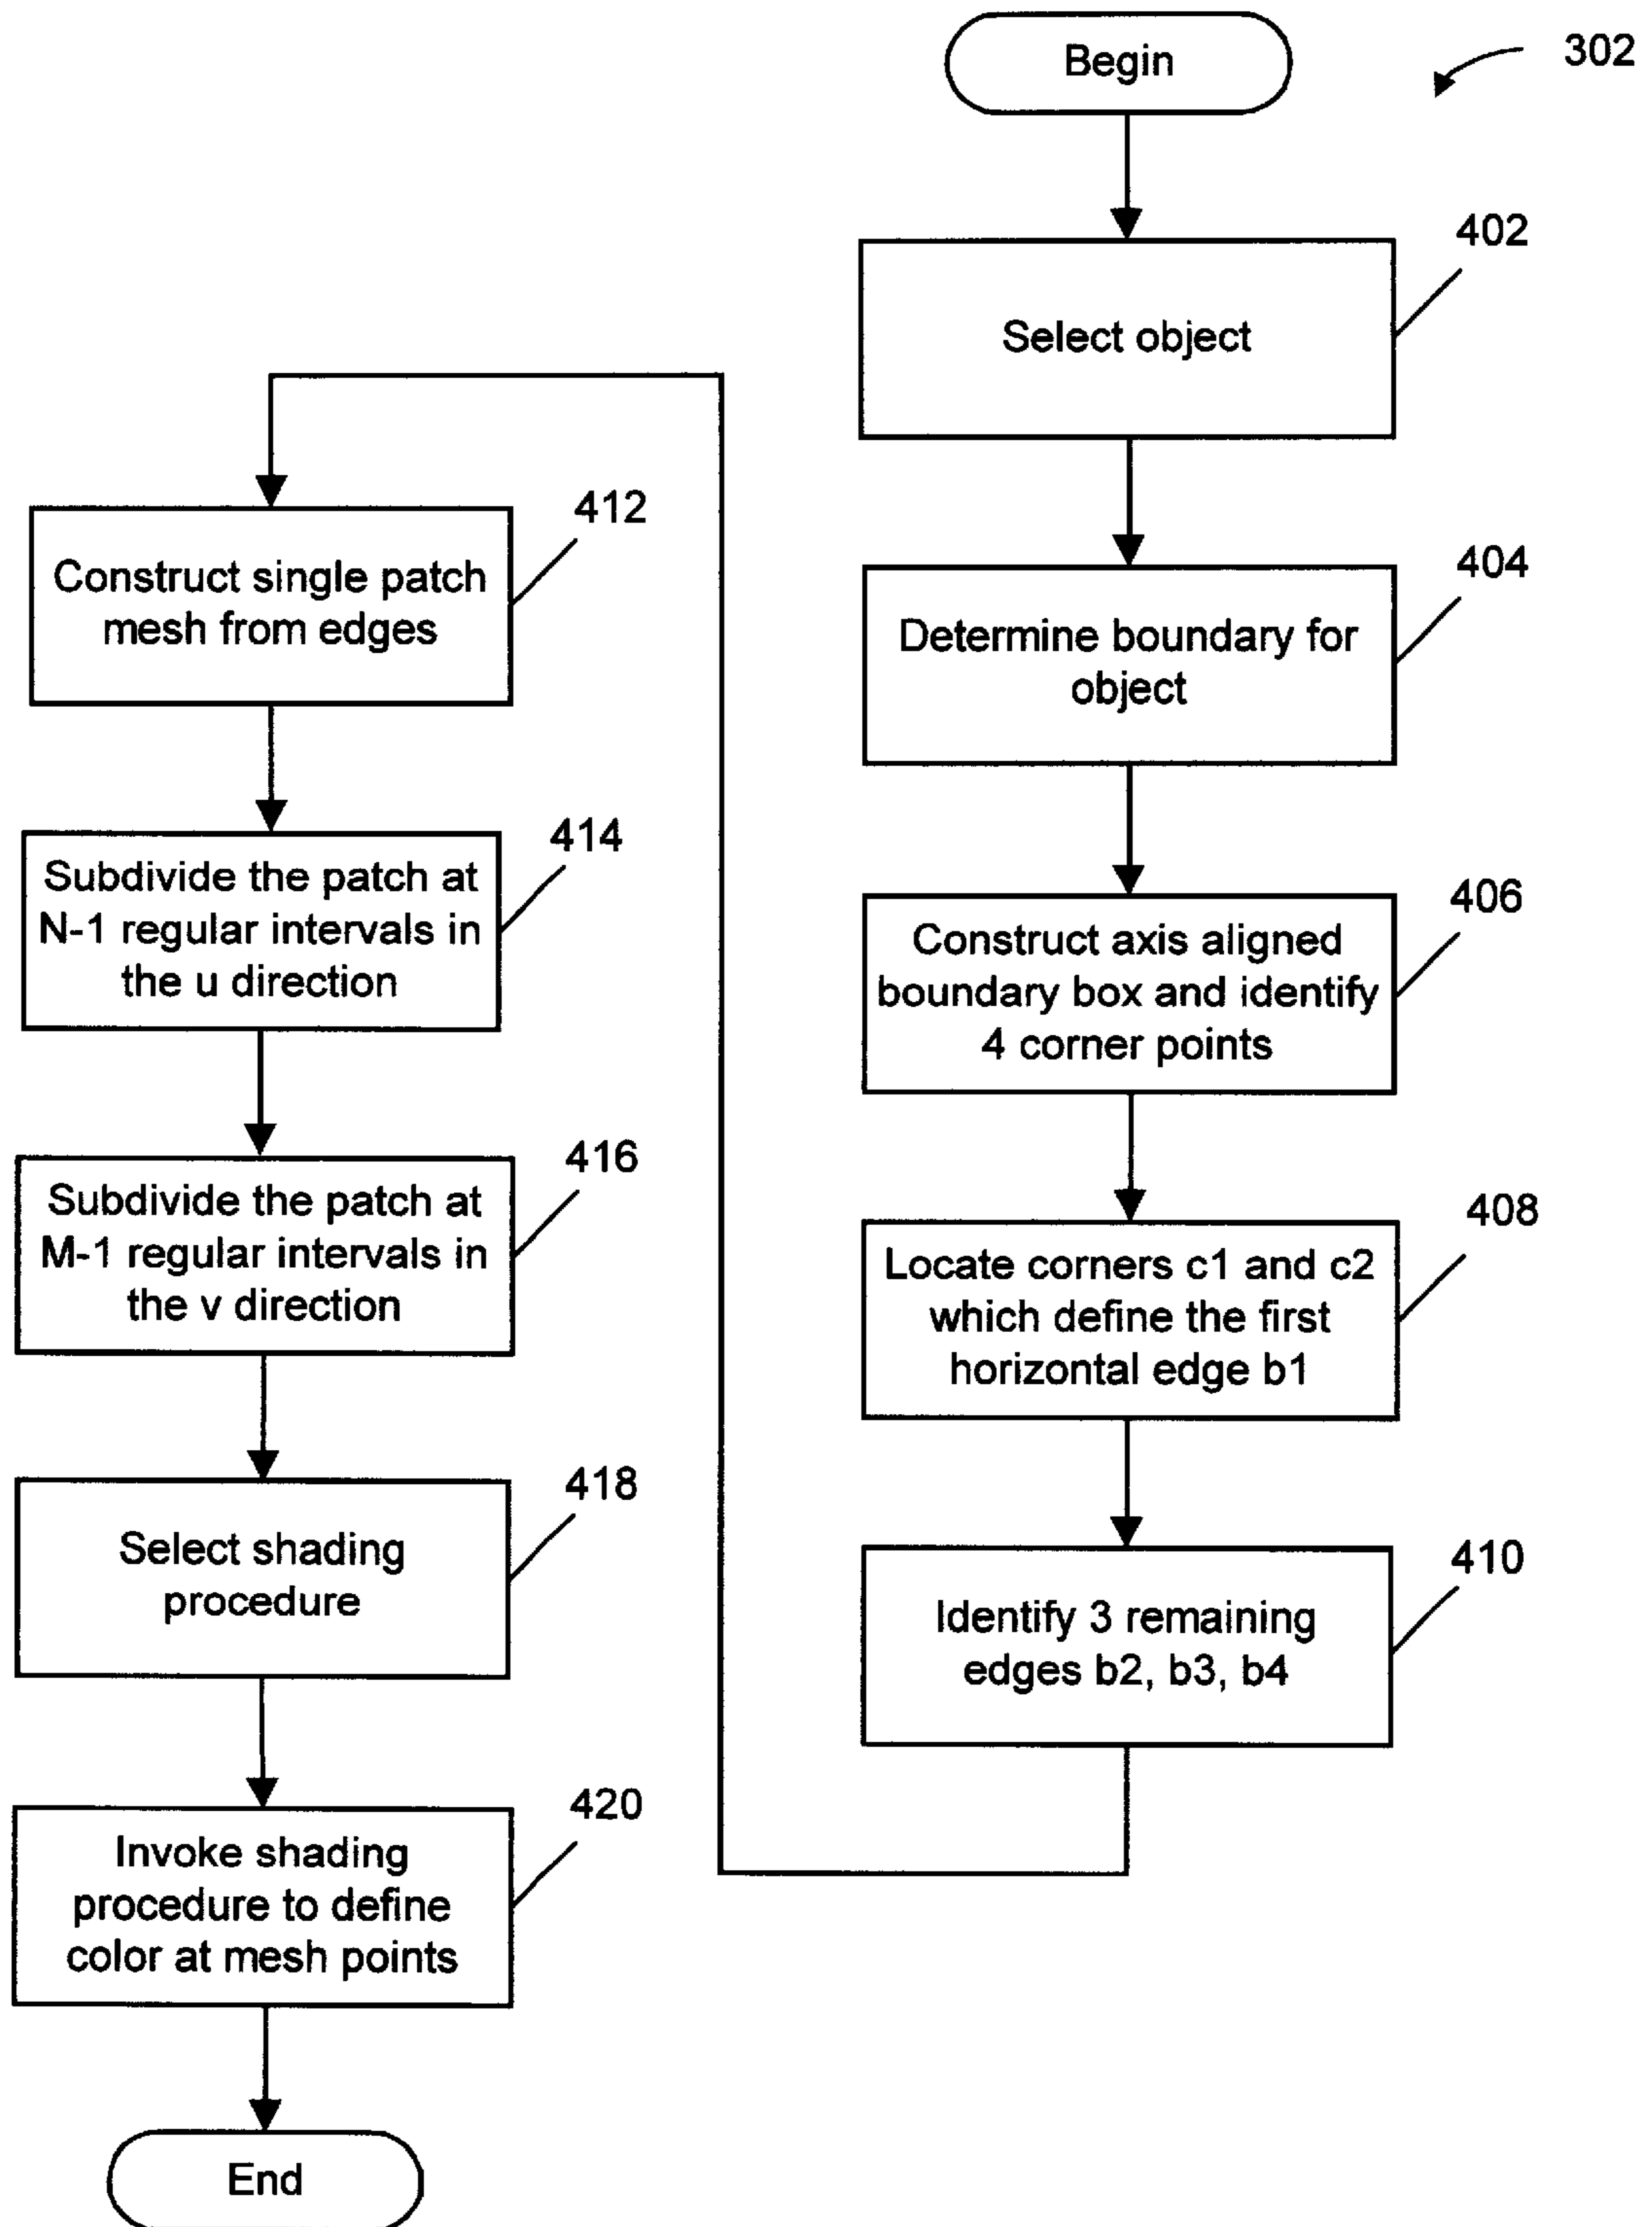 Begin
302
402
Select object
404
Determine boundary for
object
406
Construct axis aligned
boundary box and identify
4 corner points
408
Locate corners c1 and c2
which define the first
horizontal edge b1
410
Identify 3 remaining
edges b2, b3, b4
412
Construct single patch
mesh from edges
414
Subdivide the patch at
N-1 regular intervals in
the u direction
416
Subdivide the patch at
M-1 regular intervals in
the v direction
418
Select shading
procedure
420
Invoke shading
procedure to define
color at mesh points
End